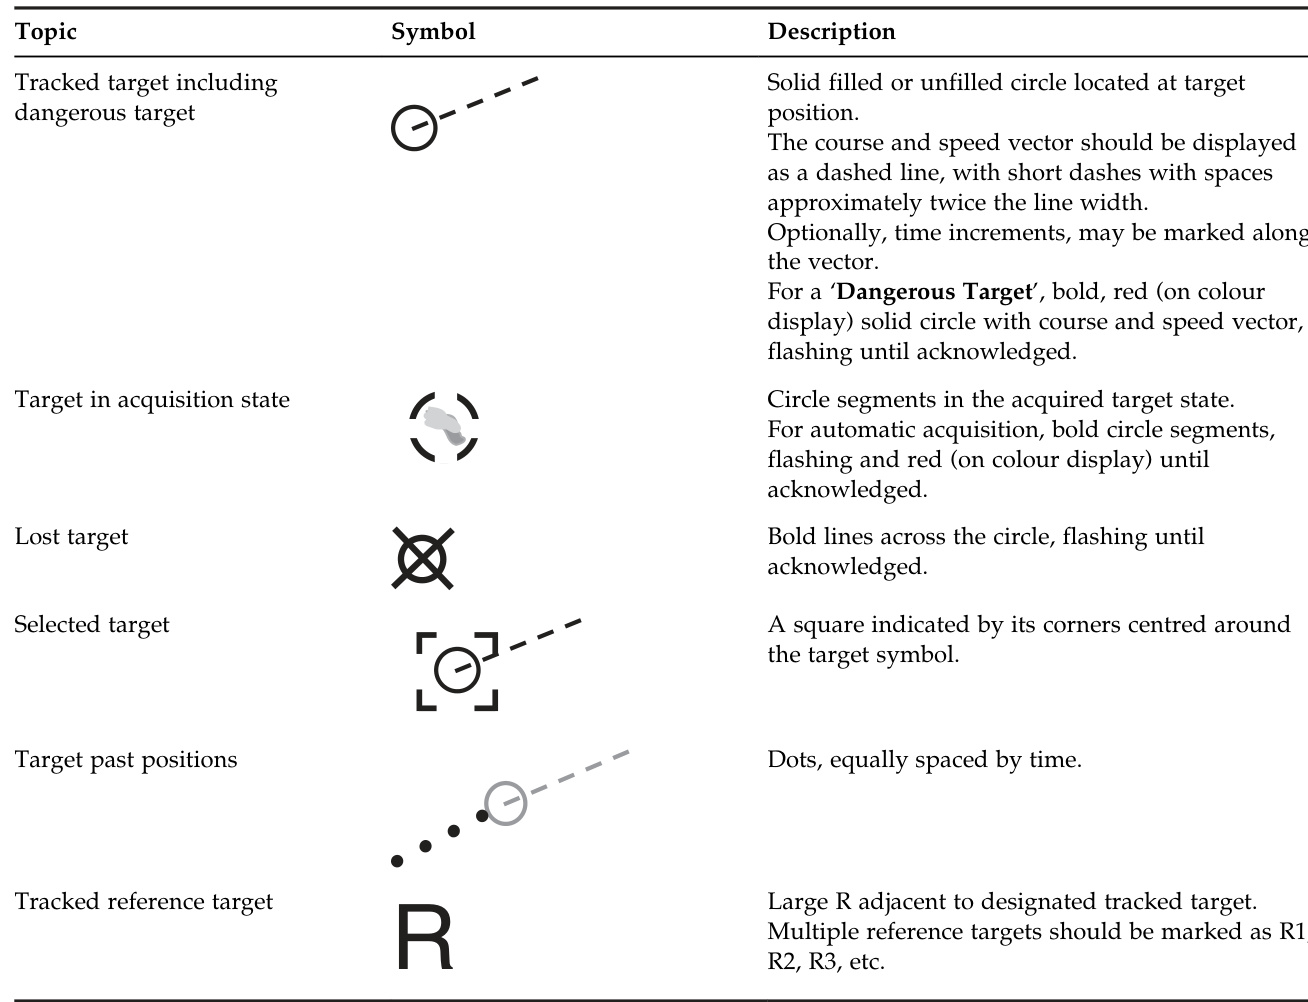 Topic Symbol Description
Tracked target including
dangerous target
Solid filled or unfilled circle located at target
position.
The course and speed vector should be displayed
as a dashed line, with short dashes with spaces
approximately twice the line width.
Optionally, time increments, may be marked along
the vector.
For a ‘Dangerous Target’, bold, red (on colour
display) solid circle with course and speed vector,
flashing until acknowledged.
Target in acquisition state
Circle segments in the acquired target state.
For automatic acquisition, bold circle segments,
flashing and red (on colour display) until
acknowledged.
Lost target
Bold lines across the circle, flashing until
acknowledged.
Selected target
A square indicated by its corners centred around
the target symbol.
Target past positions
Dots, equally spaced by time.
Tracked reference target
R
Large R adjacent to designated tracked target.
Multiple reference targets should be marked as R1,
R2, R3, etc.